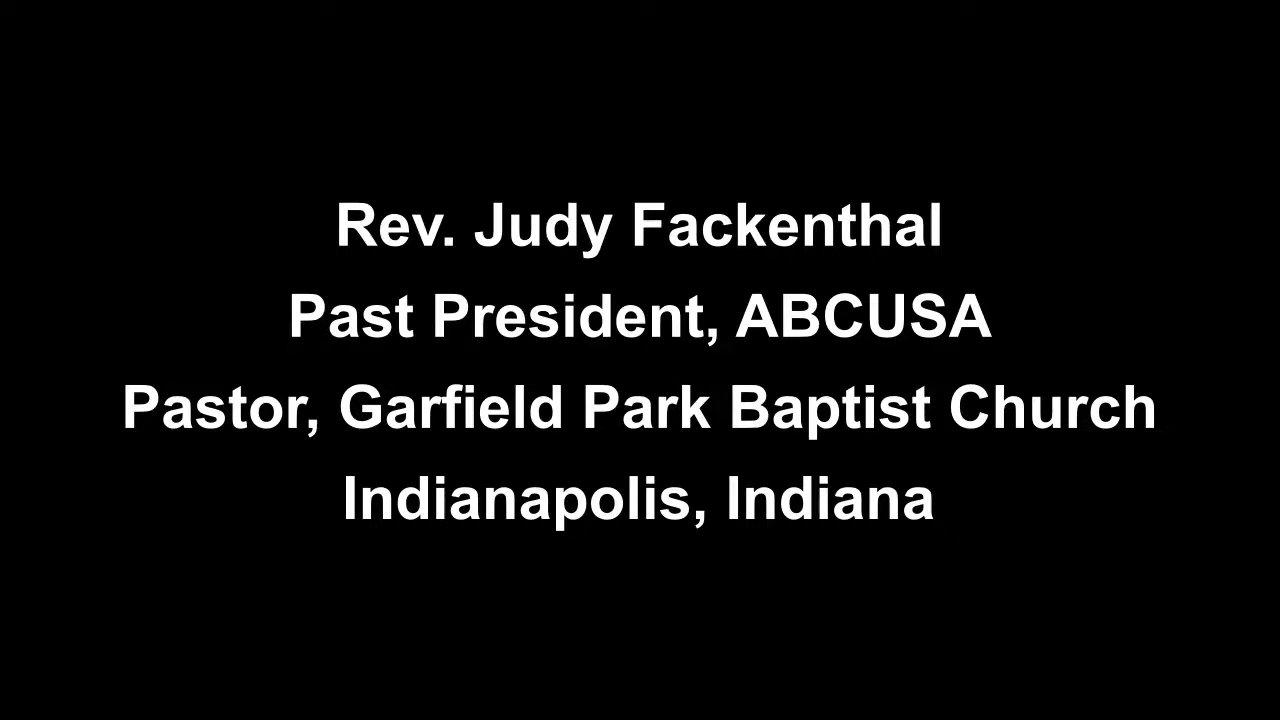 Rev. Judy Fackenthal
Past President, ABCUSA
Pastor, Garfield Park Baptist Church
Indianapolis, Indiana